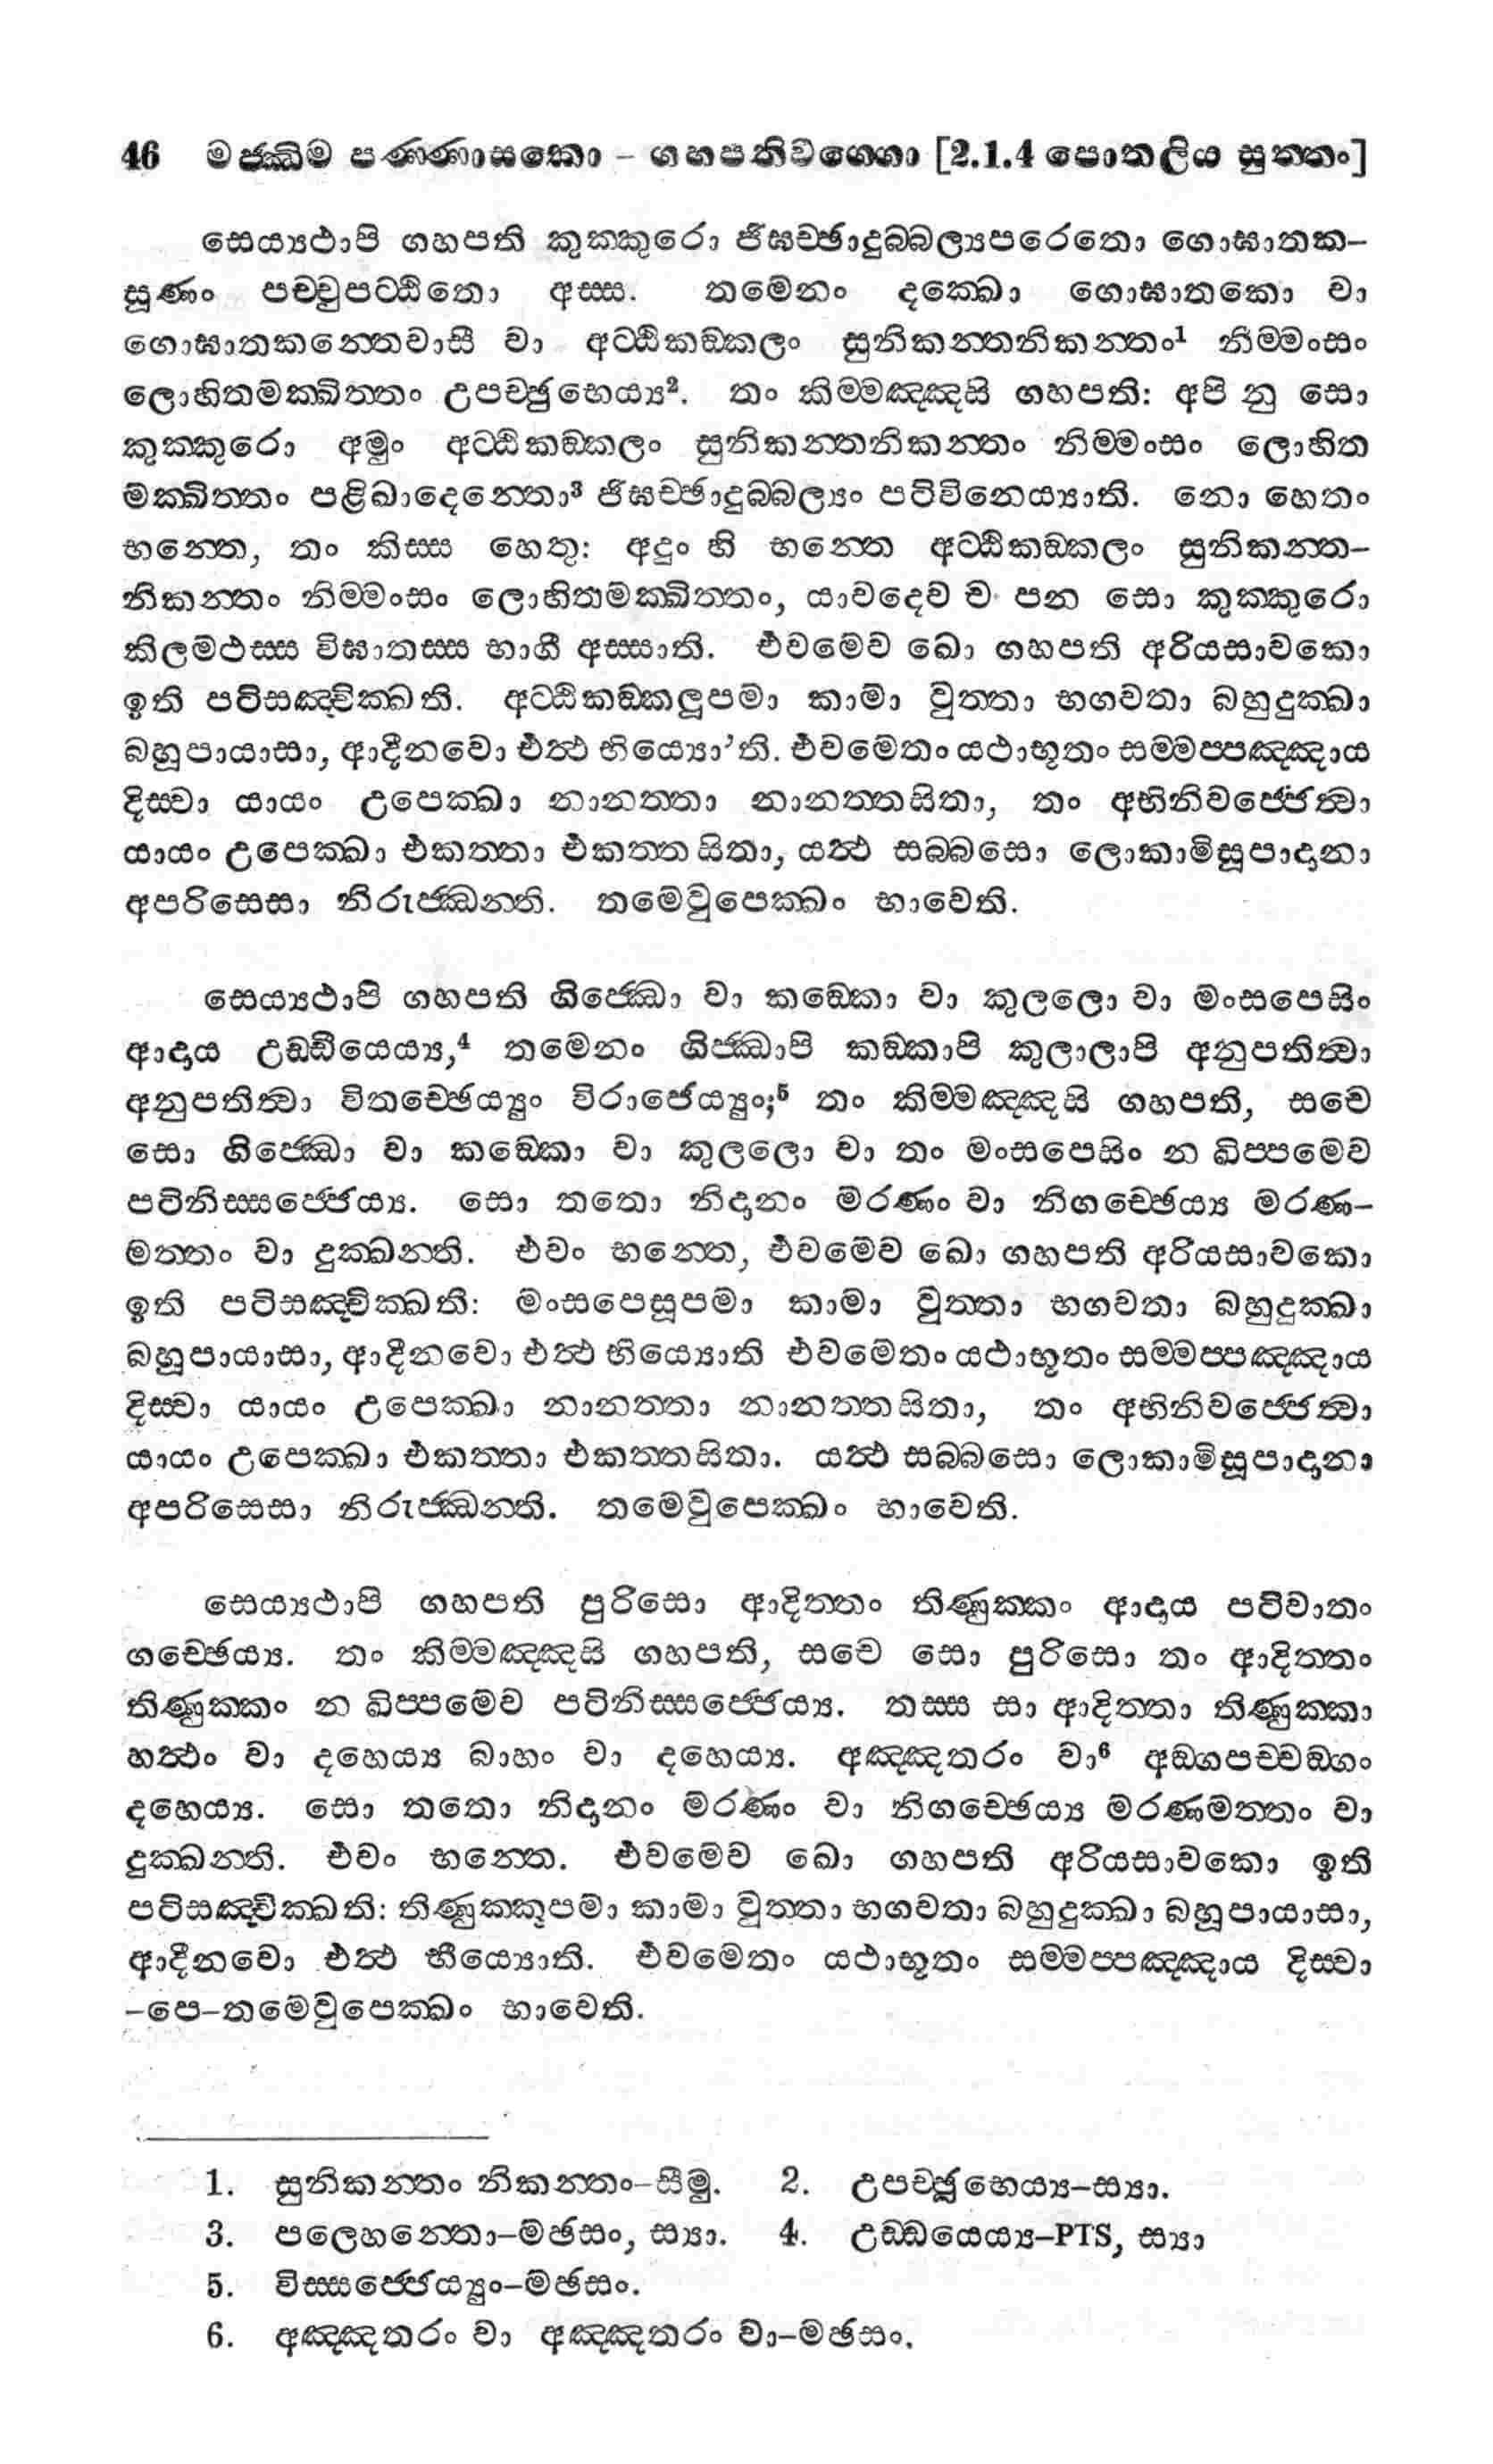 46 මජ්ඣිම පණ්ණාසකො – ගහපතිවග්ගො [2.1.4 පොතලිය සුත්තං]
සෙය්‍යථාපි ගහපති කුක්කුරො ජිඝච්ඡාදුබ්බල්‍යපරෙතො ගොඝාතක–
සූණං පච්චුපට්ඨිතො අස්ස. තමෙනං දක්ඛො ගොඝාතකො වා
ගොඝාතකන්තෙවාසී වා අට්ඨිකඞ්කලං සුනිකන්තනිකන්තං¹ නිම්මංසං
ලොහිතමක්ඛිත්තං උපච්ඡුභෙය්‍ය². තං කිම්මඤ්ඤසි ගහපති: අපි නු සො
කුක්කුරො අමුං අට්ඨිකඞ්කලං සුනිකන්තනිකන්තං නිම්මංසං ලොහිත
මක්ඛිත්තං පළිඛාදෙන්තො³ ජිඝච්ඡාදුබ්බල්‍යං පටිවිනෙය්‍යාති. නො හෙතං
භන්තෙ, තං කිස්ස හෙතු: අදුං හි භන්තෙ අට්ඨිකඞ්කලං සුනිකන්ත–
නිකන්තං නිම්මංසං ලොහිතමක්ඛිත්තං, යාවදෙව ච පන සො කුක්කුරො
කිලමථස්ස විඝාතස්ස භාගී අස්සාති. එවමෙව ඛො ගහපති අරියසාවකො
ඉති පටිසඤ්චික්ඛති. අට්ඨිකඞ්කලූපමා කාමා වුත්තා භගවතා බහුදුක්ඛා
බහූපායාසා, ආදීනවො එත්ථ භිය්‍යො’ති. එවමෙතං යථාභූතං සම්මප්පඤ්ඤාය
දිස්වා යායං උපෙක්ඛා නානත්තා නානත්තසිතා, තං අභිනිවජ්ජෙත්වා
යායං උපෙක්ඛා එකත්තා එකත්තසිතා, යත්ථ සබ්බසො ලොකාමිසූපාදානා
අපරිසෙසා නිරුජ්ඣන්ති. තමෙවුපෙක්ඛං භාවෙති.
සෙය්‍යථාපි ගහපති ගිජ්ඣො වා කඞ්කො වා කුලලො වා මංසපෙසිං
ආදාය උඩ්ඩීයෙය්‍ය,⁴ තමෙනං ගිජ්ඣාපි කඞ්කාපි කුලාලාපි අනුපතිත්වා
අනුපතිත්වා විතච්ඡෙය්‍යුං විරාජෙය්‍යුං;⁵ තං කිම්මඤ්ඤසි ගහපති, සචෙ
සො ගිජ්ඣො වා කඞ්කො වා කුලලො වා තං මංසපෙසිං න ඛිප්පමෙව
පටිනිස්සජ්ජෙය්‍ය. සො තතො නිදානං මරණං වා නිගච්ඡෙය්‍ය මරණ–
මත්තං වා දුක්ඛන්ති. එවං භන්තෙ, එවමෙව ඛො ගහපති අරියසාවකො
ඉති පටිසඤ්චික්ඛති: මංසපෙසූපමා කාමා වුත්තා භගවතා බහුදුක්ඛා
බහූපායාසා, ආදීනවො එත්ථ භිය්‍යොති එවමෙතං යථාභූතං සම්මප්පඤ්ඤාය
දිස්වා යායං උපෙක්ඛා නානත්තා නානත්තසිතා, තං අභිනිවජ්ජෙත්වා
යායං උපෙක්ඛා එකත්තා එකත්තසිතා. යත්ථ සබ්බසො ලොකාමිසූපාදානා
අපරිසෙසා නිරුජ්ඣන්ති. තමෙවුපෙක්ඛං භාවෙති.
සෙය්‍යථාපි ගහපති පුරිසො ආදිත්තං තිණුක්කං ආදාය පටිවාතං
ගච්ඡෙය්‍ය. තං කිම්මඤ්ඤසි ගහපති, සචෙ සො පුරිසො තං ආදිත්තං
තිණුක්කං න ඛිප්පමෙව පටිනිස්සජ්ජෙය්‍ය. තස්ස සා ආදිත්තා තිණුක්කා
හත්ථං වා දහෙය්‍ය බාහං වා දහෙය්‍ය. අඤ්ඤතරං වා⁶ අඞ්ගපච්චඞ්ගං
දහෙය්‍ය. සො තතො නිදානං මරණං වා නිගච්ඡෙය්‍ය මරණමත්තං වා
දුක්ඛන්ති. එවං භන්තෙ. එවමෙව ඛො ගහපති අරියසාවකො ඉති
පටිසඤ්චික්ඛති: තිණුක්කූපමා කාමා වුත්තා භගවතා බහුදුක්ඛා බහූපායාසා,
ආදීනවො එත්ථ භීය්‍යොති. එවමෙතං යථාභූතං සම්මප්පඤ්ඤාය දිස්වා
–පෙ–තමෙවුපෙක්ඛං භාවෙති.
1. සුනිකන්තං නිකන්තං–සීමු. 2. උපච්ඡූභෙය්‍ය–ස්‍යා.
3. පලෙහන්තො–මඡසං, ස්‍යා. 4. උඩ්ඩයෙය්‍ය–PTS, ස්‍යා
5. විස්සජ්ජෙය්‍යුං–මඡසං.
6. අඤ්ඤතරං වා අඤ්ඤතරං වා–මඡසං.